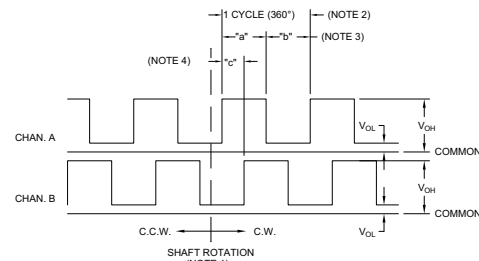 1 CYCLE (360°) (NOTE 2)
"a" "b" (NOTE 3)
(NOTE 4) "c"
CHAN. A
VOL
VOH
COMMON
CHAN. B
VOH
VOL
COMMON
C.C.W. C.W.
SHAFT ROTATION